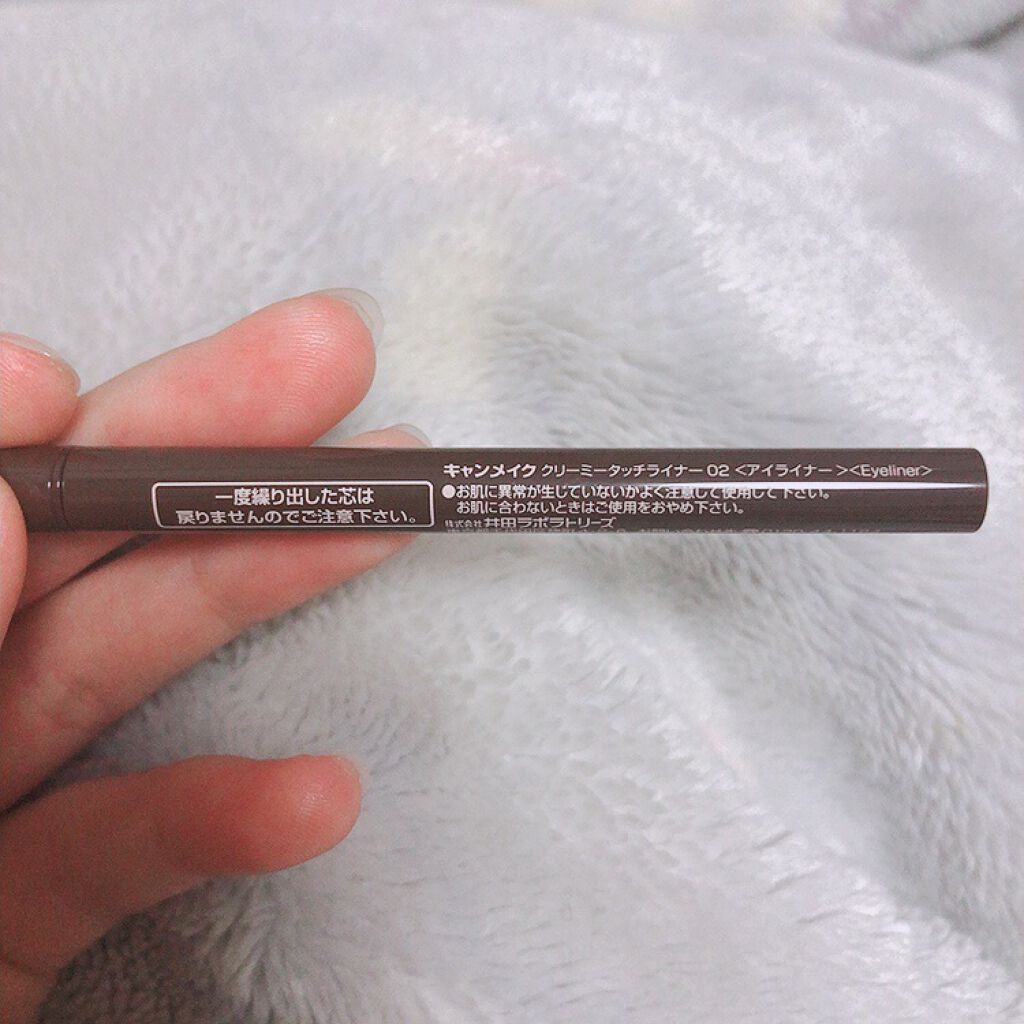 一度繰り出した芯は
戻りませんのでご注意下さい。
キャンメイク クリーミータッチライナー 02 <アイライナー><Eyeliner>
●お肌に異常が生じていないかよく注意して使用して下さい。
お肌に合わないときはご使用をおやめ下さい。
株式会社 井田ラボラトリーズ